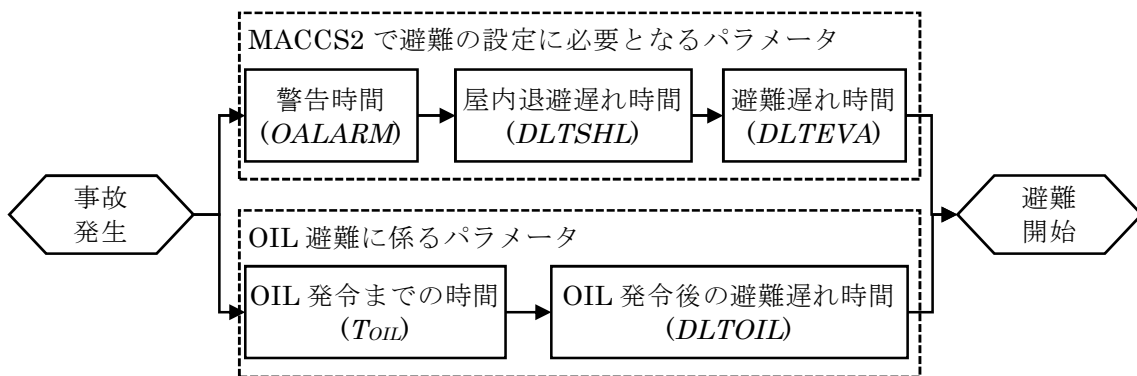 MACCS2 で避難の設定に必要となるパラメータ
警告時間
(OALARM)
屋内退避遅れ時間
(DLTSHL)
避難遅れ時間
(DLTEVA)
事故
発生
避難
開始
OIL 避難に係るパラメータ
OIL 発令までの時間
(TOIL)
OIL 発令後の避難遅れ時間
(DLTOIL)